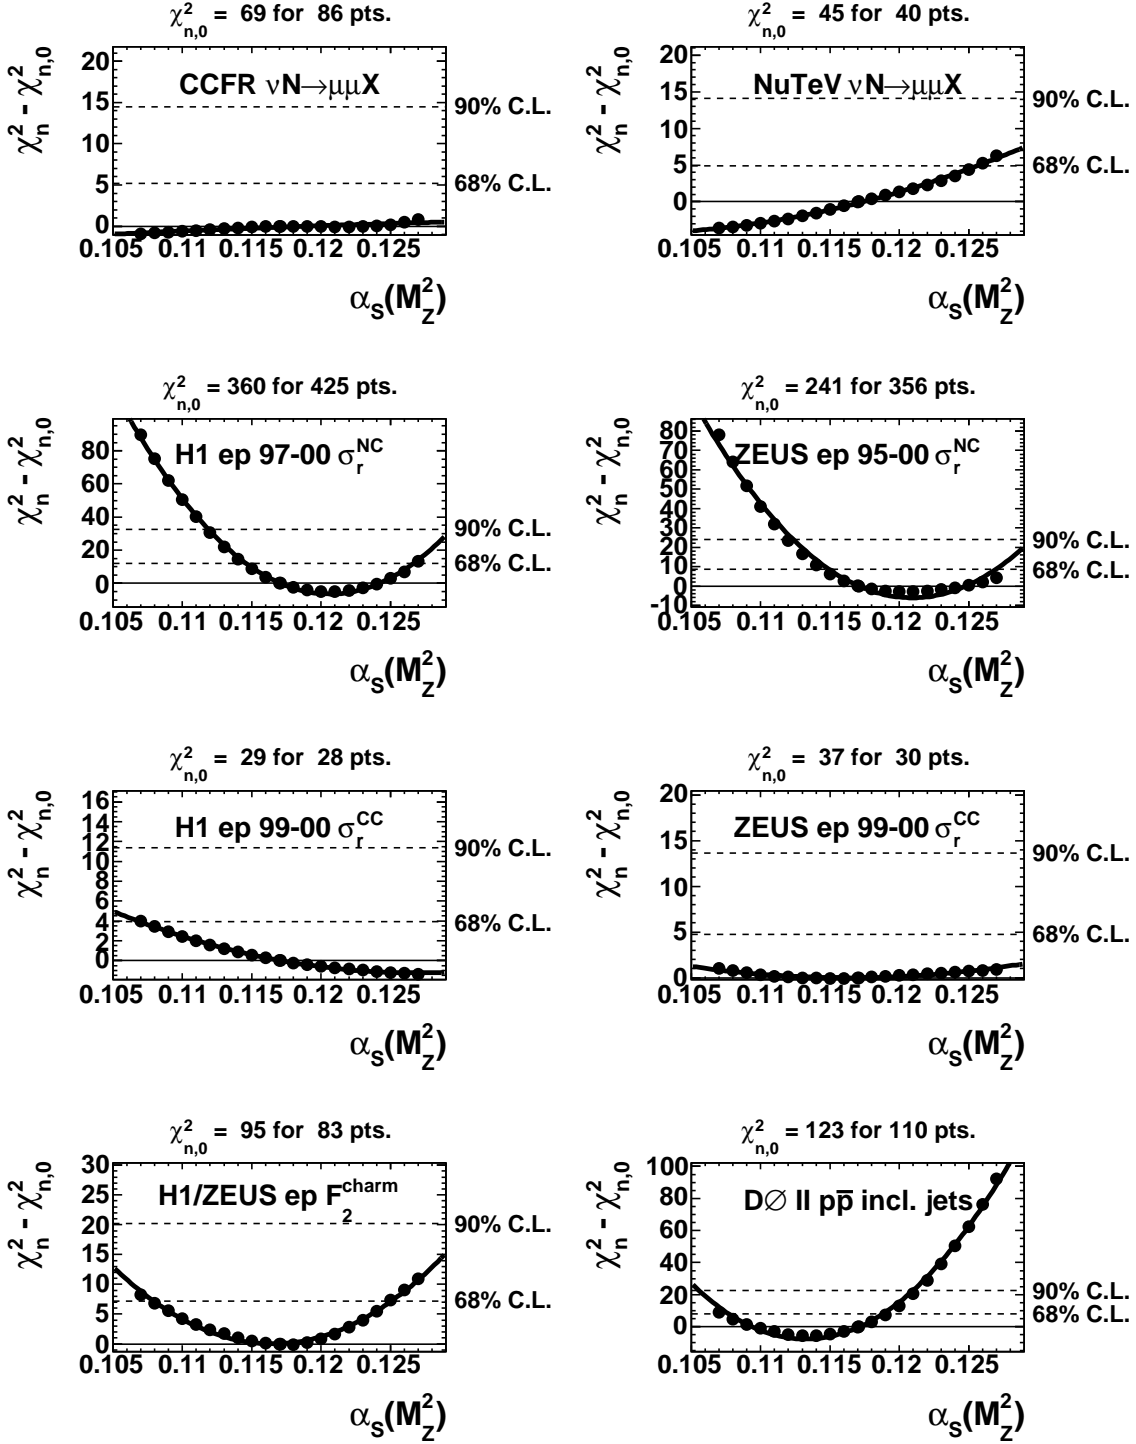 χ²n,0 = 69 for 86 pts.
χ²n - χ²n,0
20
15
10
5
0
CCFR νN→μμX
90% C.L.
68% C.L.
0.105 0.11 0.115 0.12 0.125
αS(M²Z)
χ²n,0 = 45 for 40 pts.
χ²n - χ²n,0
20
15
10
5
0
NuTeV νN→μμX
90% C.L.
68% C.L.
0.105 0.11 0.115 0.12 0.125
αS(M²Z)
χ²n,0 = 360 for 425 pts.
χ²n - χ²n,0
80
60
40
20
0
H1 ep 97-00 σrNC
90% C.L.
68% C.L.
0.105 0.11 0.115 0.12 0.125
αS(M²Z)
χ²n,0 = 241 for 356 pts.
χ²n - χ²n,0
80
70
60
50
40
30
20
10
0
-10
ZEUS ep 95-00 σrNC
90% C.L.
68% C.L.
0.105 0.11 0.115 0.12 0.125
αS(M²Z)
χ²n,0 = 29 for 28 pts.
χ²n - χ²n,0
16
14
12
10
8
6
4
2
0
H1 ep 99-00 σrCC
90% C.L.
68% C.L.
0.105 0.11 0.115 0.12 0.125
αS(M²Z)
χ²n,0 = 37 for 30 pts.
χ²n - χ²n,0
20
15
10
5
0
ZEUS ep 99-00 σrCC
90% C.L.
68% C.L.
0.105 0.11 0.115 0.12 0.125
αS(M²Z)
χ²n,0 = 95 for 83 pts.
χ²n - χ²n,0
30
25
20
15
10
5
0
H1/ZEUS ep F2charm
90% C.L.
68% C.L.
0.105 0.11 0.115 0.12 0.125
αS(M²Z)
χ²n,0 = 123 for 110 pts.
χ²n - χ²n,0
100
80
60
40
20
0
D∅ II pp̅ incl. jets
90% C.L.
68% C.L.
0.105 0.11 0.115 0.12 0.125
αS(M²Z)